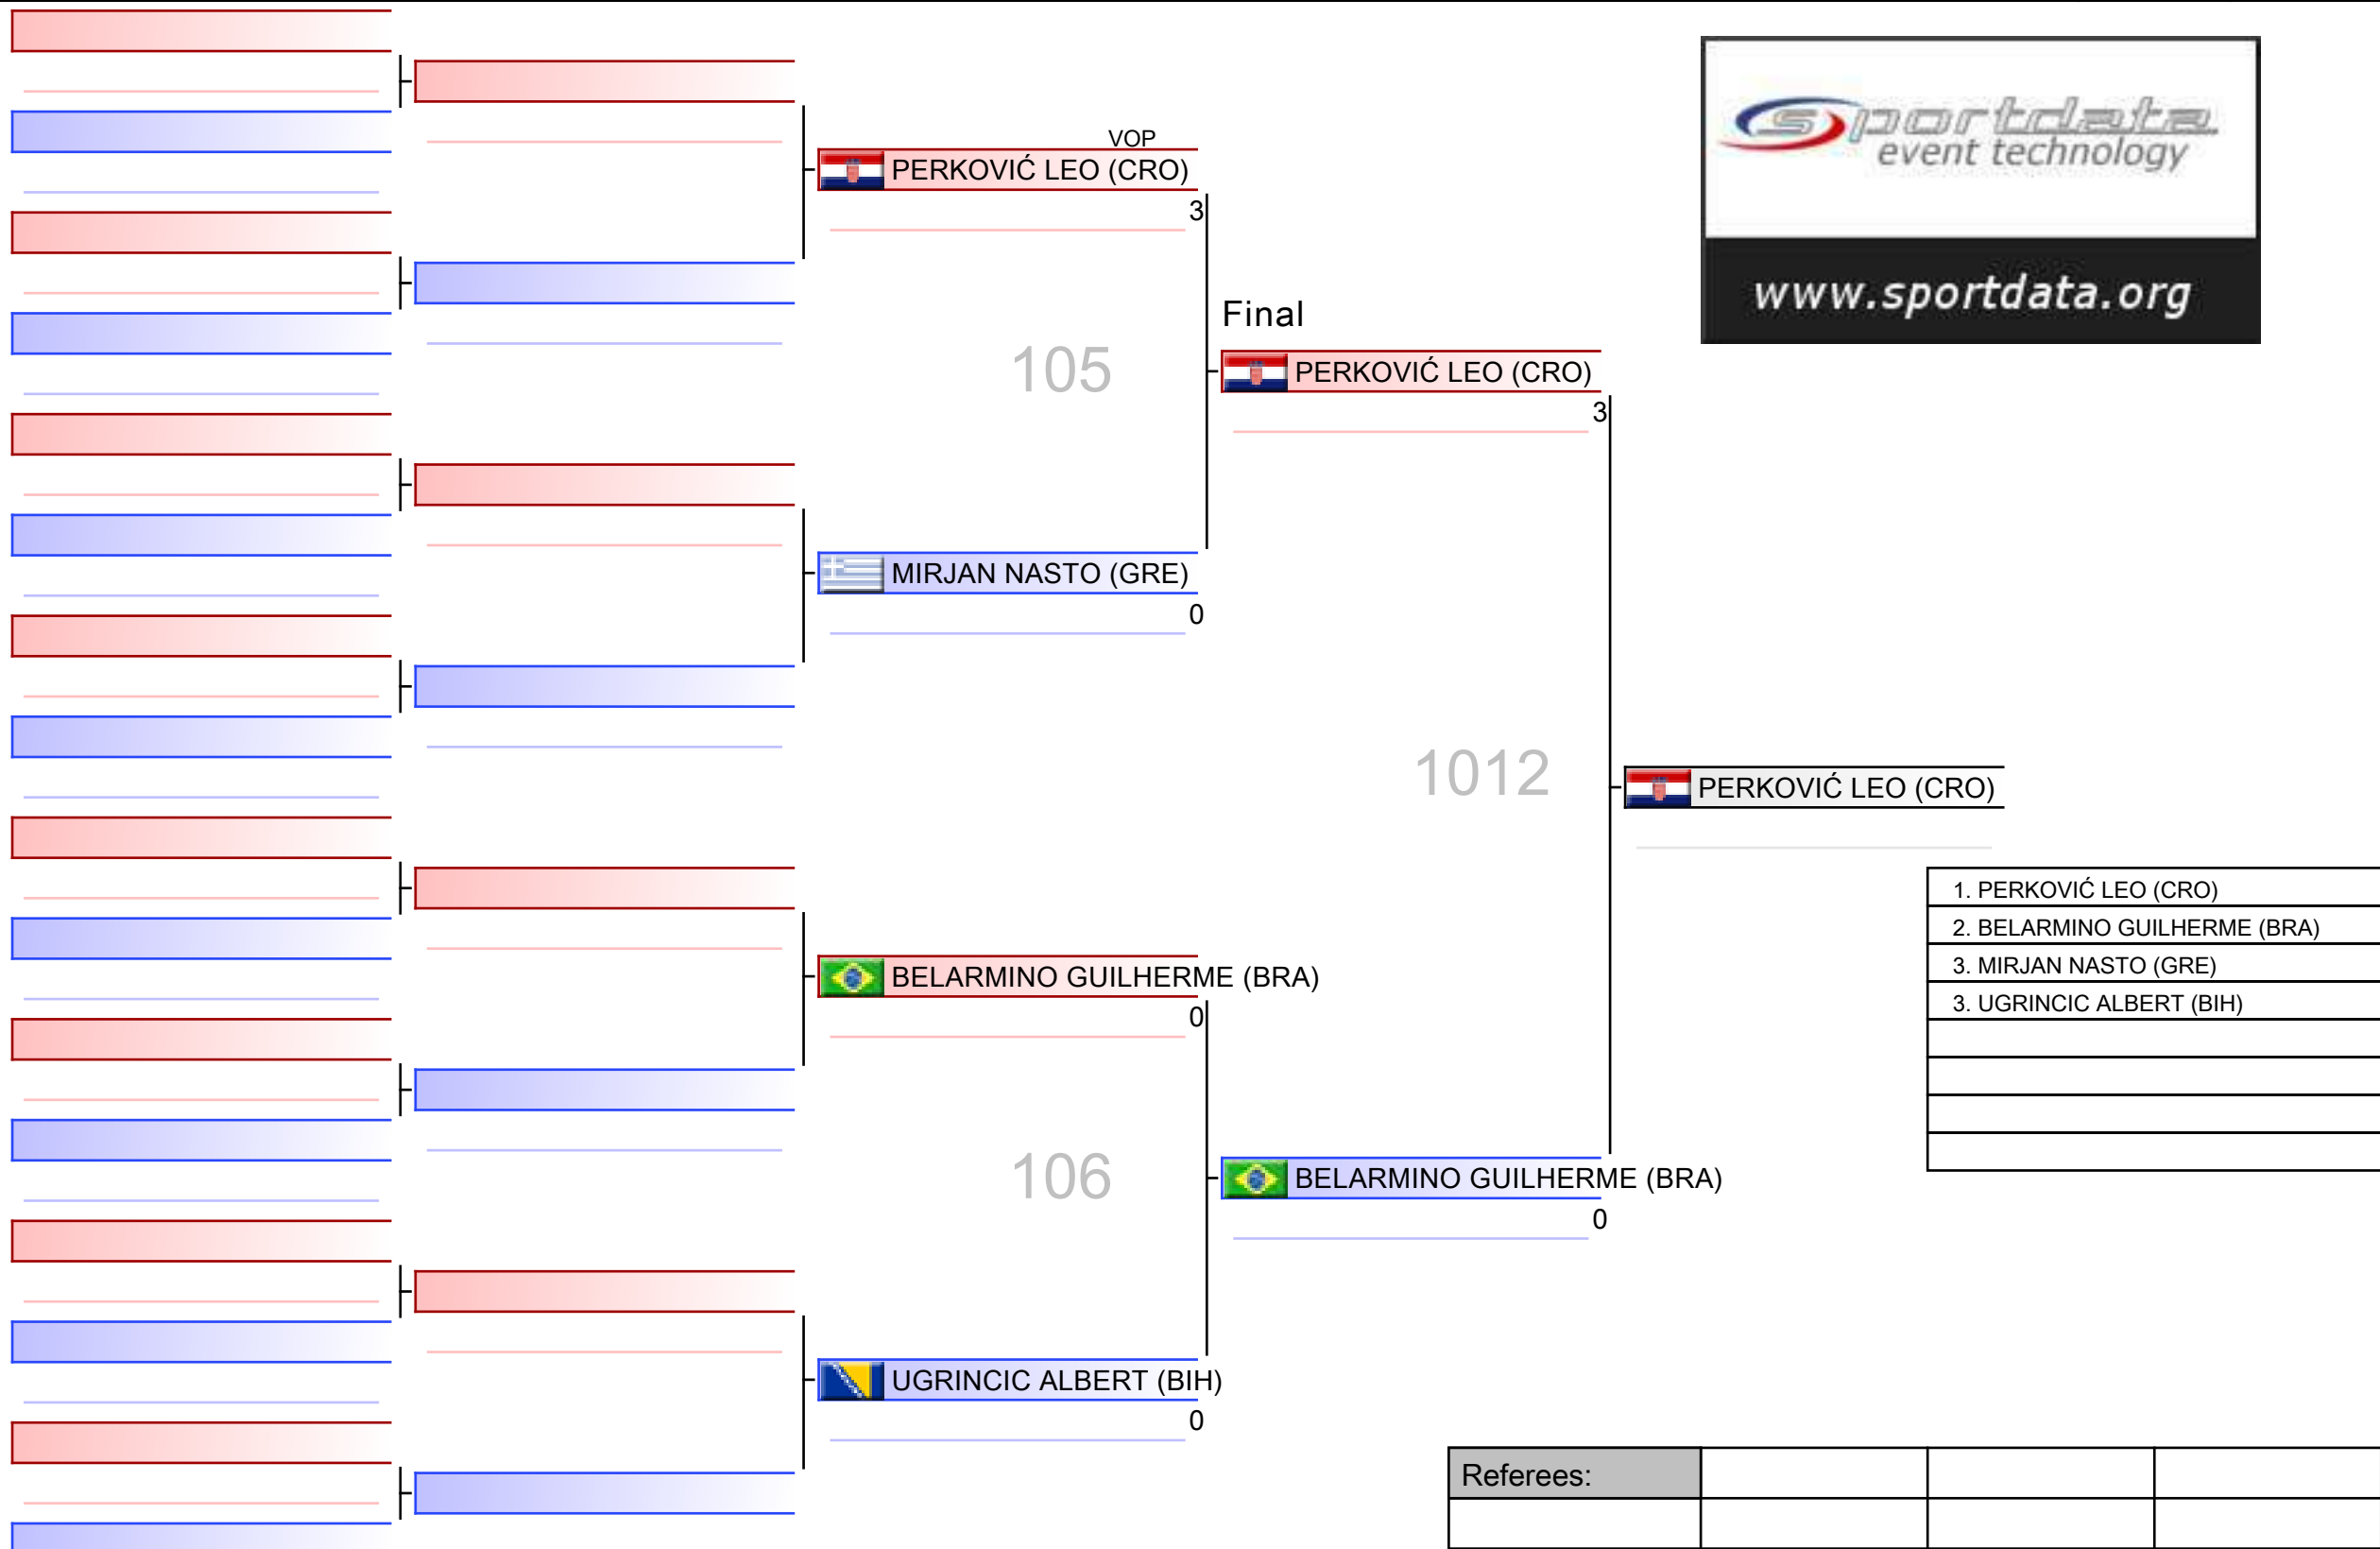 sportdata
event technology
www.sportdata.org
VOP
PERKOVIĆ LEO (CRO)
3
Final
105
PERKOVIĆ LEO (CRO)
3
MIRJAN NASTO (GRE)
0
1012
PERKOVIĆ LEO (CRO)
1. PERKOVIĆ LEO (CRO)
2. BELARMINO GUILHERME (BRA)
3. MIRJAN NASTO (GRE)
3. UGRINCIC ALBERT (BIH)
BELARMINO GUILHERME (BRA)
0
106
BELARMINO GUILHERME (BRA)
0
UGRINCIC ALBERT (BIH)
0
Referees: